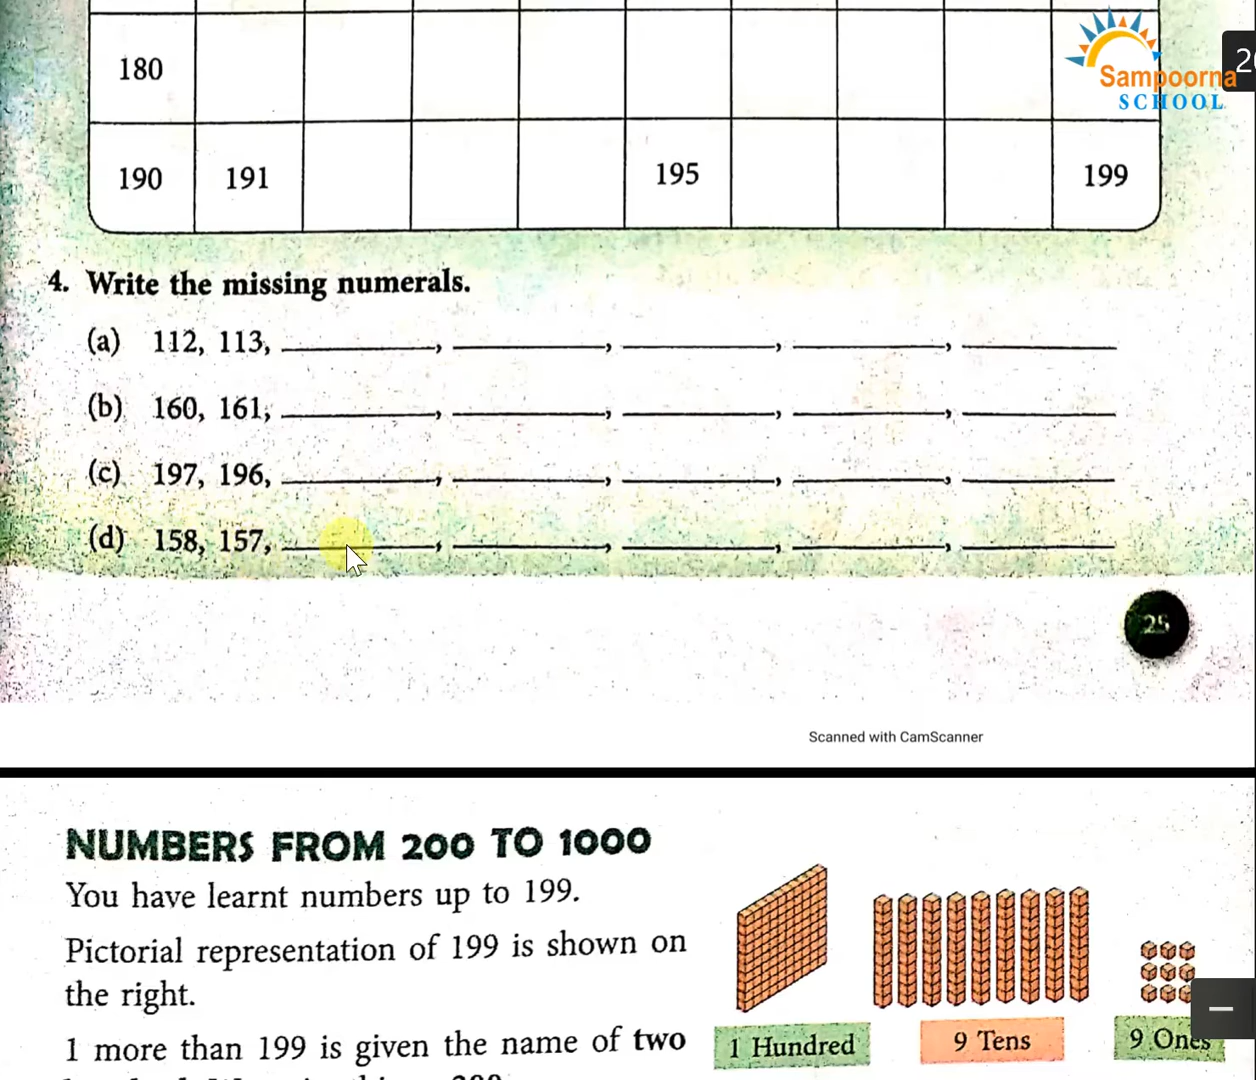 Sampoorna
SCHOOL
180
190 191 195 199
4. Write the missing numerals.
(a) 112, 113, ________, ________, ________, ________, ________
(b) 160, 161, ________, ________, ________, ________, ________
(c) 197, 196, ________, ________, ________, ________, ________
(d) 158, 157, ________, ________, ________, ________, ________
25
Scanned with CamScanner
NUMBERS FROM 200 TO 1000
You have learnt numbers up to 199.
Pictorial representation of 199 is shown on
the right.
1 more than 199 is given the name of two
1 Hundred 9 Tens 9 Ones